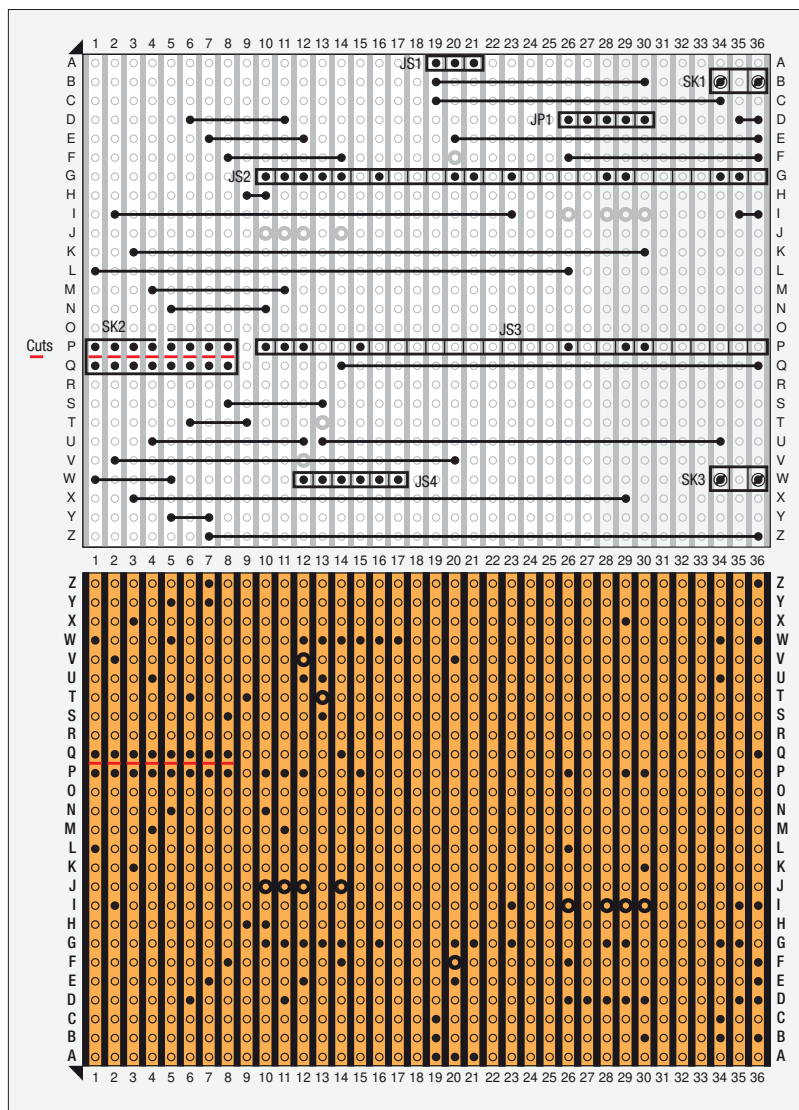 1 2 3 4 5 6 7 8 9 10 11 12 13 14 15 16 17 18 19 20 21 22 23 24 25 26 27 28 29 30 31 32 33 34 35 36
A JS1 A
B SK1 B
C C
D JP1 D
E E
F F
G JS2 G
H H
I I
J J
K K
L L
M M
N N
O SK2 JS3 O
Cuts P P
Q Q
R R
S S
T T
U U
V V
W JS4 SK3 W
X X
Y Y
Z Z
1 2 3 4 5 6 7 8 9 10 11 12 13 14 15 16 17 18 19 20 21 22 23 24 25 26 27 28 29 30 31 32 33 34 35 36
Z Z
Y Y
X X
W W
V V
U U
T T
S S
R R
Q Q
P P
O O
N N
M M
L L
K K
J J
I I
H H
G G
F F
E E
D D
C C
B B
A A
1 2 3 4 5 6 7 8 9 10 11 12 13 14 15 16 17 18 19 20 21 22 23 24 25 26 27 28 29 30 31 32 33 34 35 36